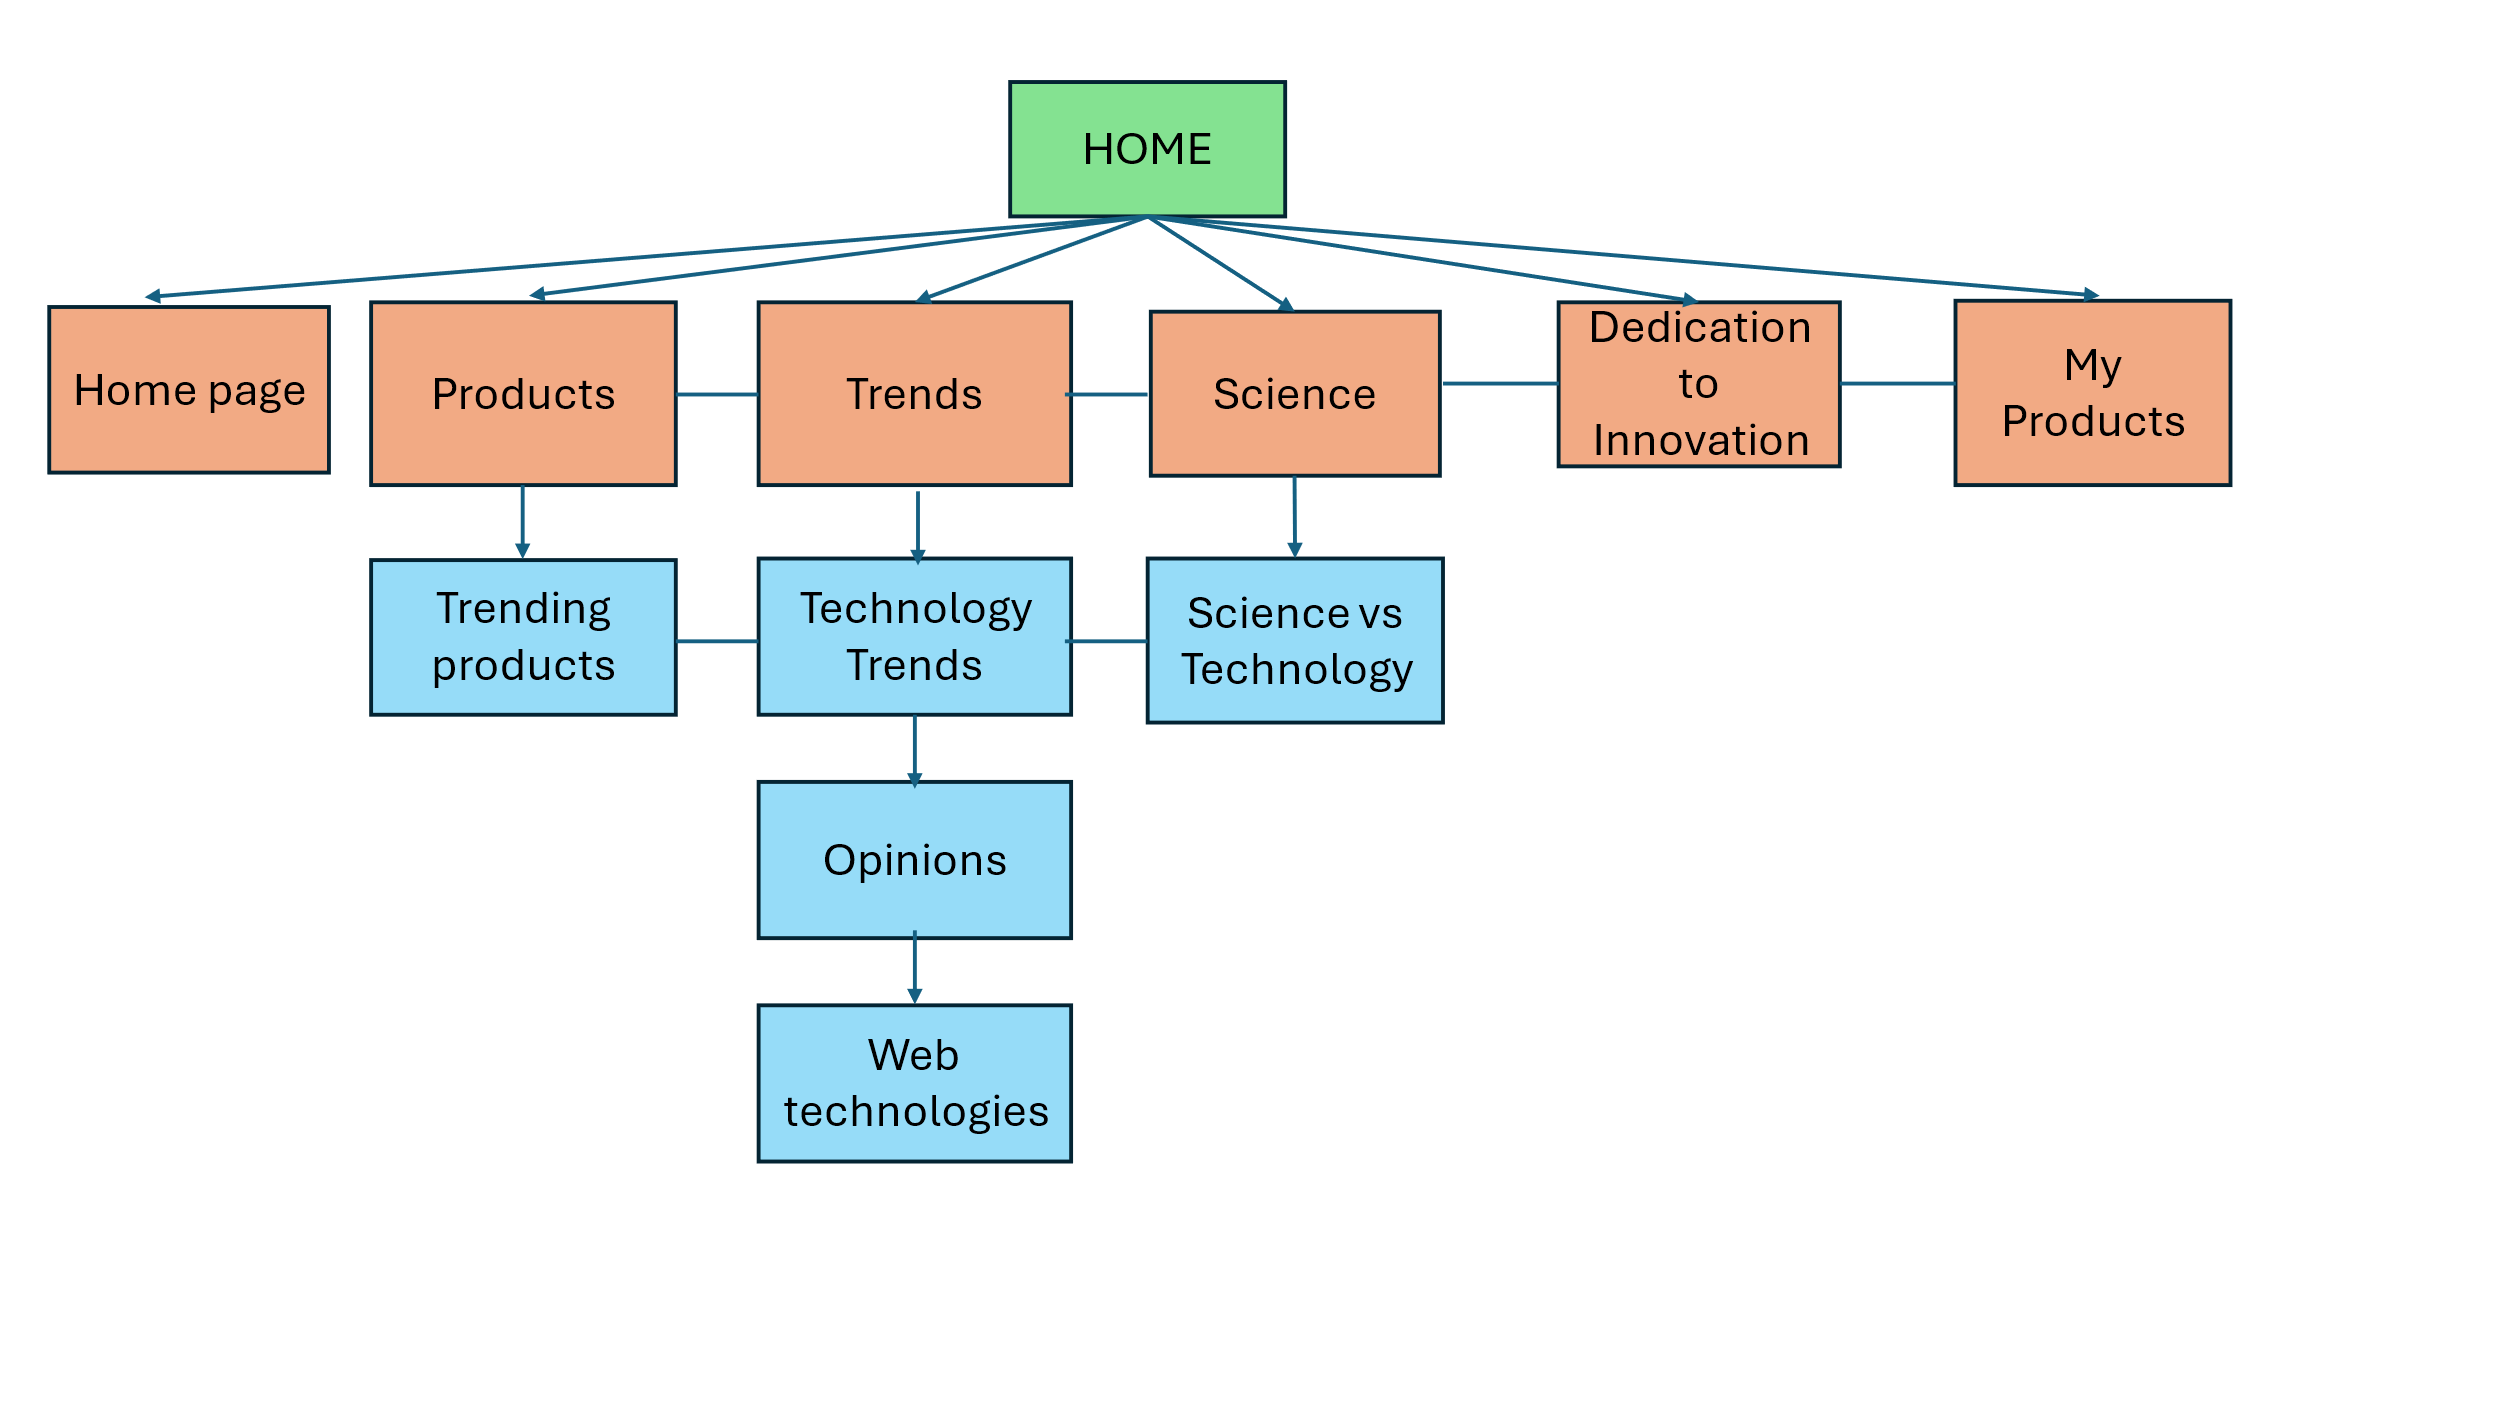 HOME
Home page
Products
Trends
Science
Dedication
to
Innovation
My
Products
Trending
products
Technology
Trends
Science vs
Technology
Opinions
Web
technologies